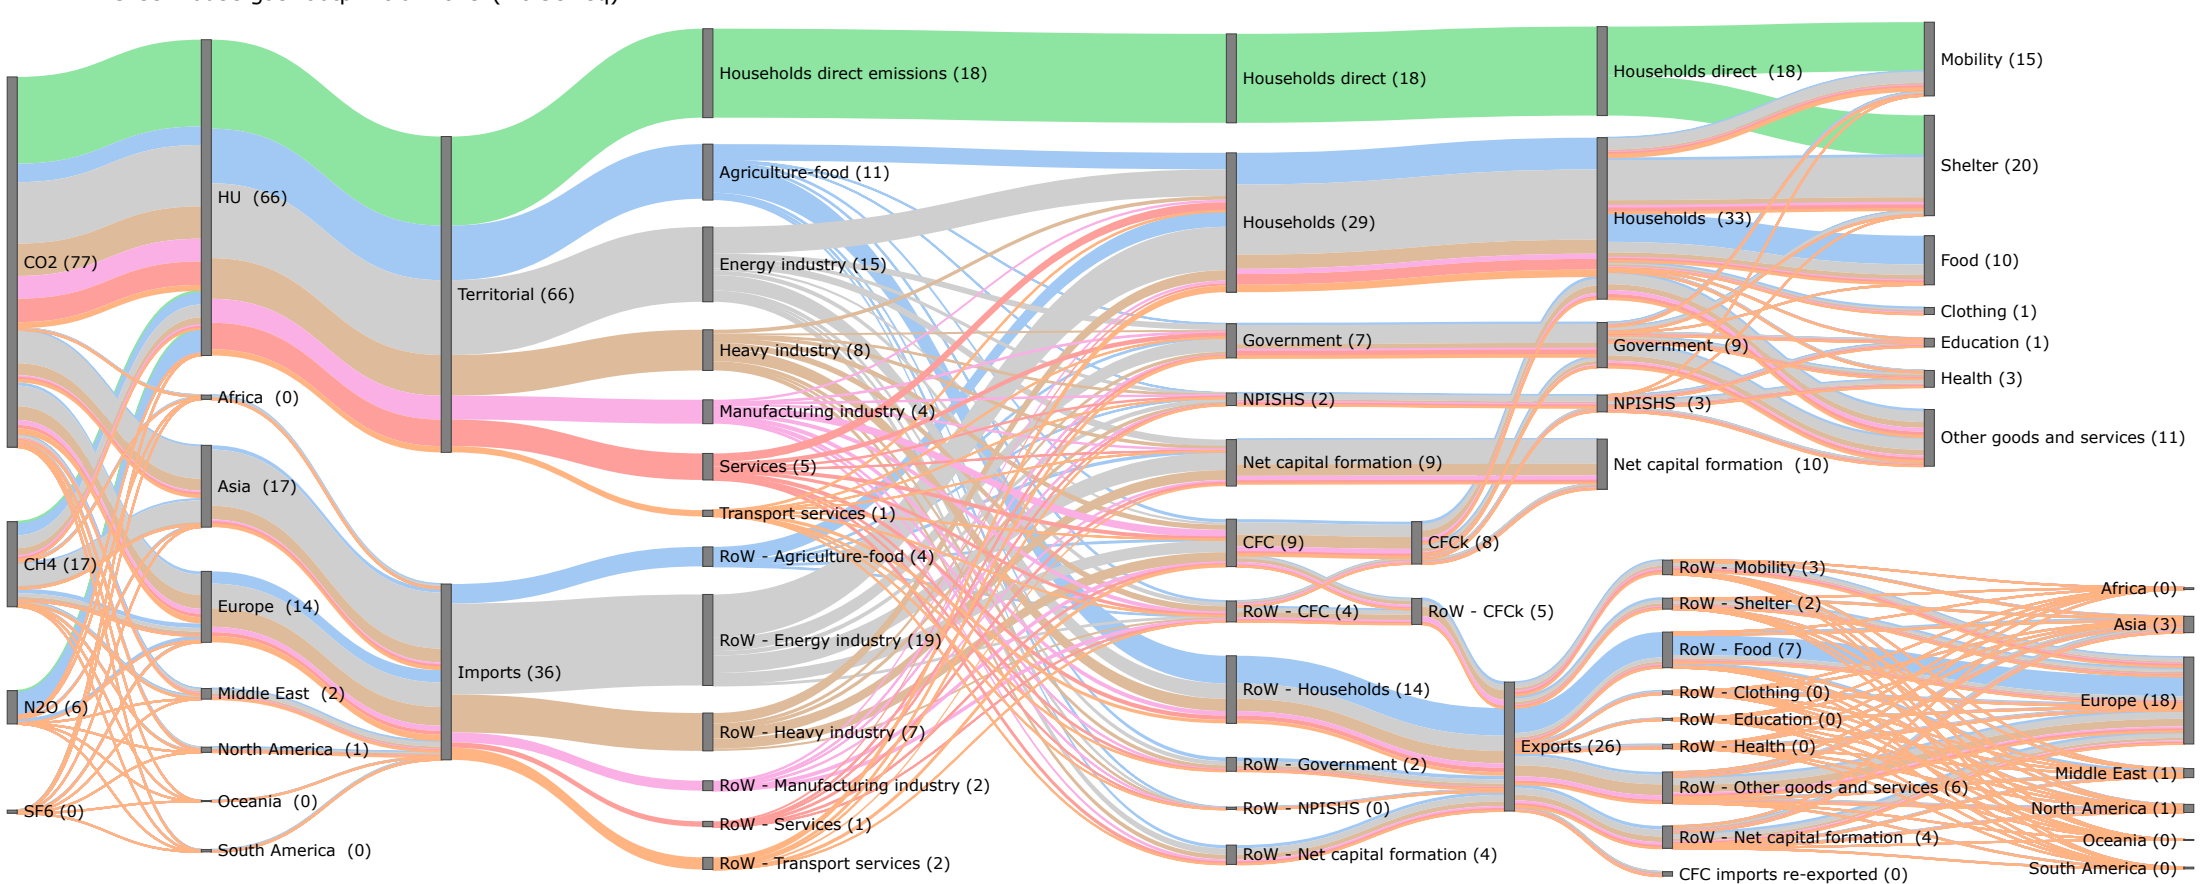 CO2 (77)
CH4 (17)
N2O (6)
SF6 (0)
HU  (66)
Africa  (0)
Asia  (17)
Europe  (14)
Middle East  (2)
North America  (1)
Oceania  (0)
South America  (0)
Territorial (66)
Imports (36)
Households direct emissions (18)
Agriculture-food (11)
Energy industry (15)
Heavy industry (8)
Manufacturing industry (4)
Services (5)
Transport services (1)
RoW - Agriculture-food (4)
RoW - Energy industry (19)
RoW - Heavy industry (7)
RoW - Manufacturing industry (2)
RoW - Services (1)
RoW - Transport services (2)
Households direct (18)
Households (29)
Government (7)
NPISHS (2)
Net capital formation (9)
CFC (9)
RoW - CFC (4)
RoW - Households (14)
RoW - Government (2)
RoW - NPISHS (0)
RoW - Net capital formation (4)
CFCk (8)
RoW - CFCk (5)
Exports (26)
Households direct  (18)
Households  (33)
Government  (9)
NPISHS  (3)
Net capital formation  (10)
RoW - Mobility (3)
RoW - Shelter (2)
RoW - Food (7)
RoW - Clothing (0)
RoW - Education (0)
RoW - Health (0)
RoW - Other goods and services (6)
RoW - Net capital formation  (4)
CFC imports re-exported (0)
Mobility (15)
Shelter (20)
Food (10)
Clothing (1)
Education (1)
Health (3)
Other goods and services (11)
Africa (0)
Asia (3)
Europe (18)
Middle East (1)
North America (1)
Oceania (0)
South America (0)